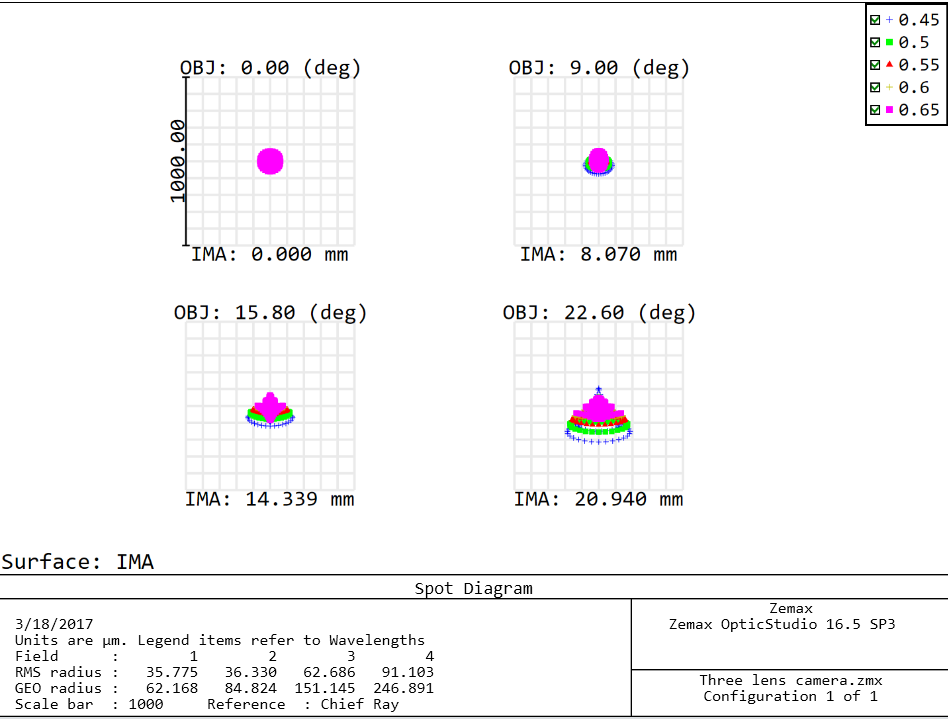 + 0.45
0.5
0.55
+ 0.6
0.65
OBJ: 0.00 (deg)
OBJ: 9.00 (deg)
1000.00
IMA: 0.000 mm
IMA: 8.070 mm
OBJ: 15.80 (deg)
OBJ: 22.60 (deg)
IMA: 14.339 mm
IMA: 20.940 mm
Surface: IMA
Spot Diagram
3/18/2017
Units are µm. Legend items refer to Wavelengths
Field : 1 2 3 4
RMS radius : 35.775 36.330 62.686 91.103
GEO radius : 62.168 84.824 151.145 246.891
Scale bar : 1000 Reference : Chief Ray
Zemax
Zemax OpticStudio 16.5 SP3
Three lens camera.zmx
Configuration 1 of 1